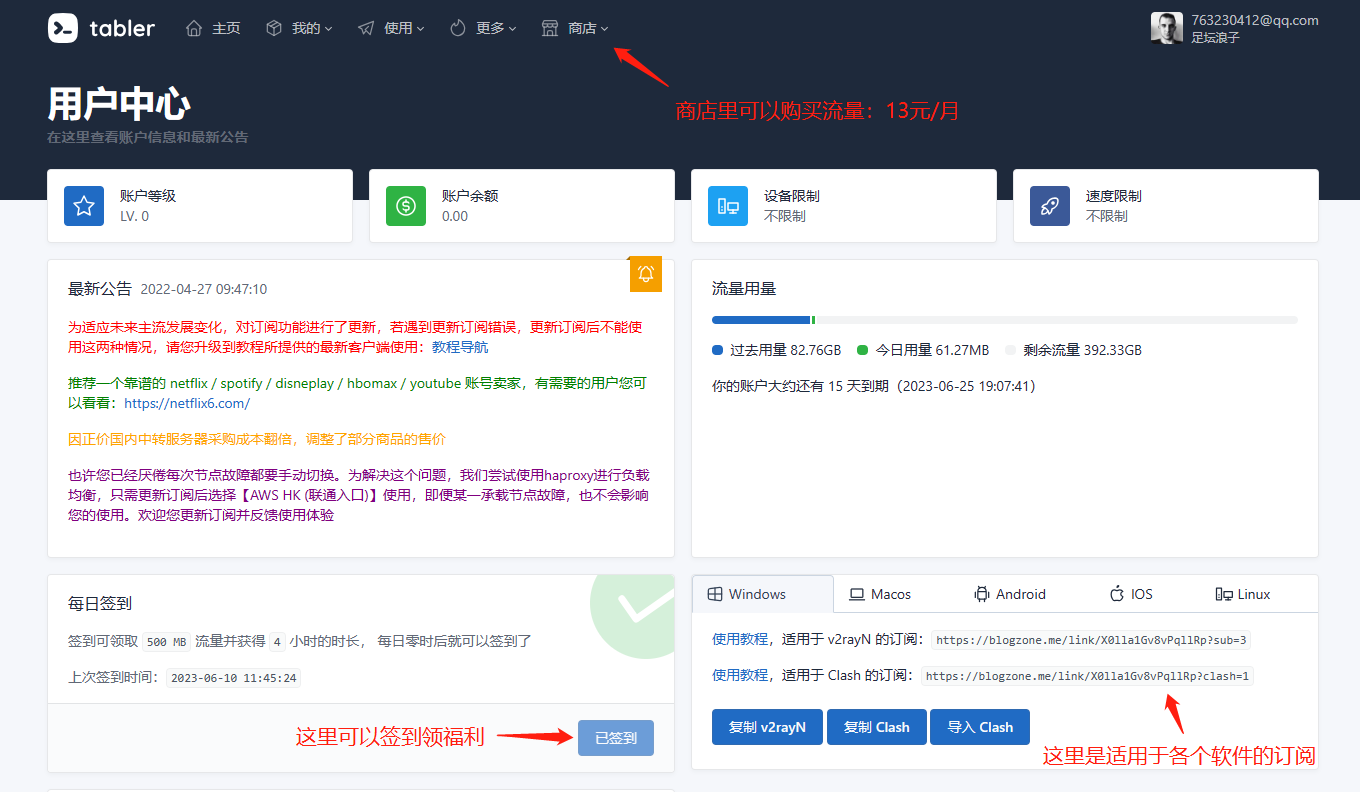 tabler 主页 我的 使用 更多 商店 763230412@qq.com
足坛浪子
商店里可以购买流量：13元/月
用户中心
在这里查看账户信息和最新公告
账户等级
LV. 0
账户余额
0.00
设备限制
不限制
速度限制
不限制
最新公告 2022-04-27 09:47:10
为适应未来主流发展变化，对订阅功能进行了更新，若遇到更新订阅错误，更新订阅后不能使
用这两种情况，请您升级到教程所提供的最新客户端使用：教程导航
推荐一个靠谱的 netflix / spotify / disneplay / hbomax / youtube 账号卖家，有需要的用户您可
以看看：https://netflix6.com/
因正价国内中转服务器采购成本翻倍，调整了部分商品的售价
也许您已经厌倦每次节点故障都要手动切换。为解决这个问题，我们尝试使用haproxy进行负载
均衡，只需更新订阅后选择【AWS HK (联通入口)】使用，即便某一承载节点故障，也不会影响
您的使用。欢迎您更新订阅并反馈使用体验
流量用量
过去用量 82.76GB 今日用量 61.27MB 剩余流量 392.33GB
你的账户大约还有 15 天到期（2023-06-25 19:07:41）
每日签到
签到可领取 500 MB 流量并获得 4 小时的时长， 每日零时后就可以签到了
上次签到时间： 2023-06-10 11:45:24
这里可以签到领福利
已签到
Windows Macos Android IOS Linux
使用教程，适用于 v2rayN 的订阅： https://blogzone.me/link/X0lla1Gv8vPqllRp?sub=3
使用教程，适用于 Clash 的订阅： https://blogzone.me/link/X0lla1Gv8vPqllRp?clash=1
复制 v2rayN 复制 Clash 导入 Clash
这里是适用于各个软件的订阅